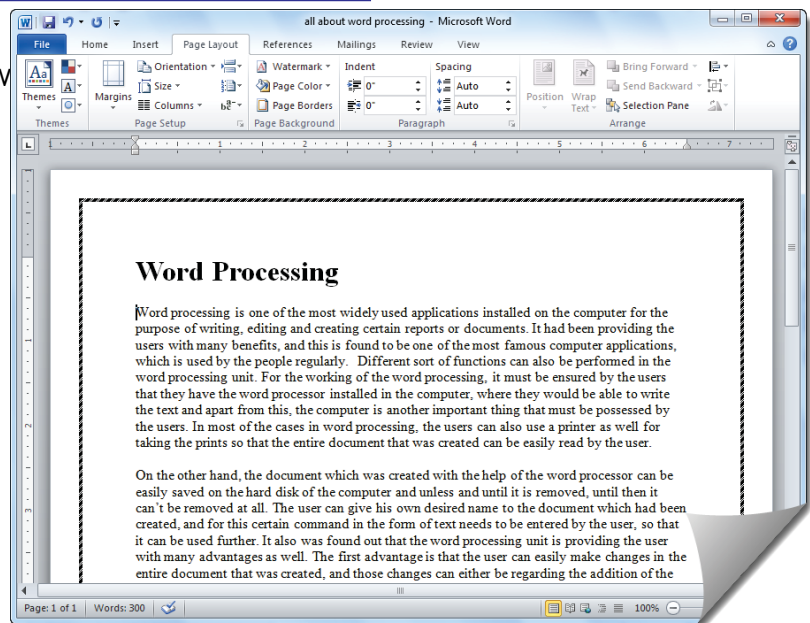 all about word processing - Microsoft Word
File Home Insert Page Layout References Mailings Review View
W
Orientation Watermark Indent Spacing Bring Forward
Size Page Color 0" Auto Send Backward
Themes Margins Columns Page Borders 0" Auto Position Wrap Text Selection Pane
Themes Page Setup Page Background Paragraph Arrange
1 1 2 3 4 5 6 7
Word Processing
Word processing is one of the most widely used applications installed on the computer for the
purpose of writing, editing and creating certain reports or documents. It had been providing the
users with many benefits, and this is found to be one of the most famous computer applications,
which is used by the people regularly. Different sort of functions can also be performed in the
word processing unit. For the working of the word processing, it must be ensured by the users
that they have the word processor installed in the computer, where they would be able to write
the text and apart from this, the computer is another important thing that must be possessed by
the users. In most of the cases in word processing, the users can also use a printer as well for
taking the prints so that the entire document that was created can be easily read by the user.
On the other hand, the document which was created with the help of the word processor can be
easily saved on the hard disk of the computer and unless and until it is removed, until then it
can't be removed at all. The user can give his own desired name to the document which had been
created, and for this certain command in the form of text needs to be entered by the user, so that
it can be used further. It also was found out that the word processing unit is providing the user
with many advantages as well. The first advantage is that the user can easily make changes in the
entire document that was created, and those changes can either be regarding the addition of the
Page: 1 of 1 Words: 300 100%